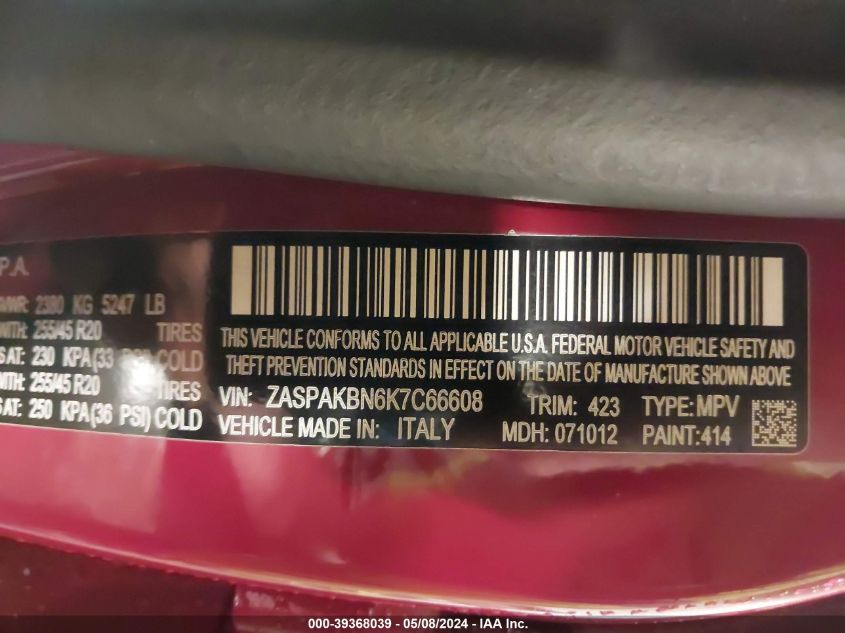 P.A.
2380 KG 5247 LB
WITH: 255/45 R20 TIRES
AT: 230 KPA(33 PSI) COLD
WITH: 255/45 R20 TIRES
AT: 250 KPA(36 PSI) COLD
THIS VEHICLE CONFORMS TO ALL APPLICABLE U.S.A. FEDERAL MOTOR VEHICLE SAFETY AND
THEFT PREVENTION STANDARDS IN EFFECT ON THE DATE OF MANUFACTURE SHOWN ABOVE
VIN: ZASPAKBN6K7C66608 TRIM: 423 TYPE: MPV
VEHICLE MADE IN: ITALY MDH: 071012 PAINT:414
000-39368039 - 05/08/2024 - IAA Inc.